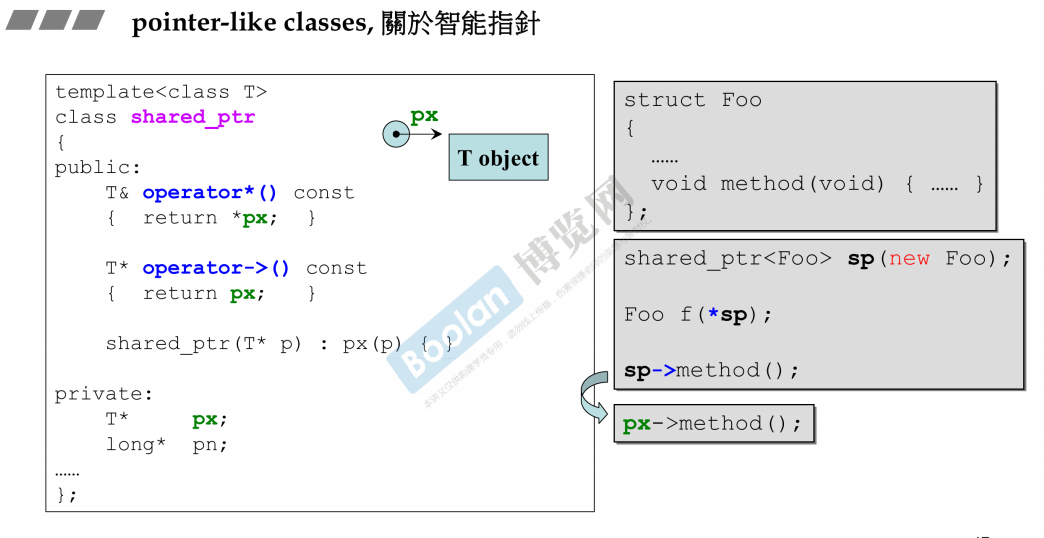 pointer-like classes, 關於智能指針
template<class T>
class shared_ptr
{
public:
T& operator*() const
{ return *px; }
T* operator->() const
{ return px; }
shared_ptr(T* p) : px(p) { }
private:
T* px;
long* pn;
……
};
px
T object
struct Foo
{
……
void method(void) { …… }
};
shared_ptr<Foo> sp(new Foo);
Foo f(*sp);
sp->method();
px->method();
Boolan 博览网